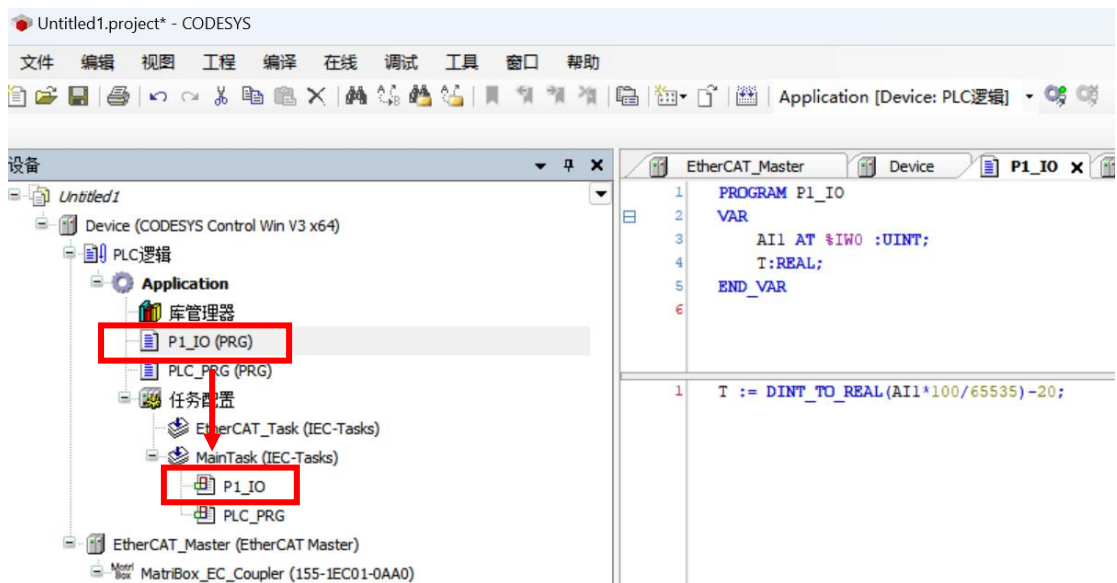 Untitled1.project* - CODESYS
文件 编辑 视图 工程 编译 在线 调试 工具 窗口 帮助
Application [Device: PLC逻辑]
设备
Untitled1
Device (CODESYS Control Win V3 x64)
PLC逻辑
Application
库管理器
P1_IO (PRG)
PLC_PRG (PRG)
任务配置
EtherCAT_Task (IEC-Tasks)
MainTask (IEC-Tasks)
P1_IO
PLC_PRG
EtherCAT_Master (EtherCAT Master)
Matri Box MatriBox_EC_Coupler (155-1EC01-0AA0)
EtherCAT_Master Device P1_IO
1 PROGRAM P1_IO
2 VAR
3 AI1 AT %IW0 :UINT;
4 T:REAL;
5 END_VAR
6
1 T := DINT_TO_REAL(AI1*100/65535)-20;